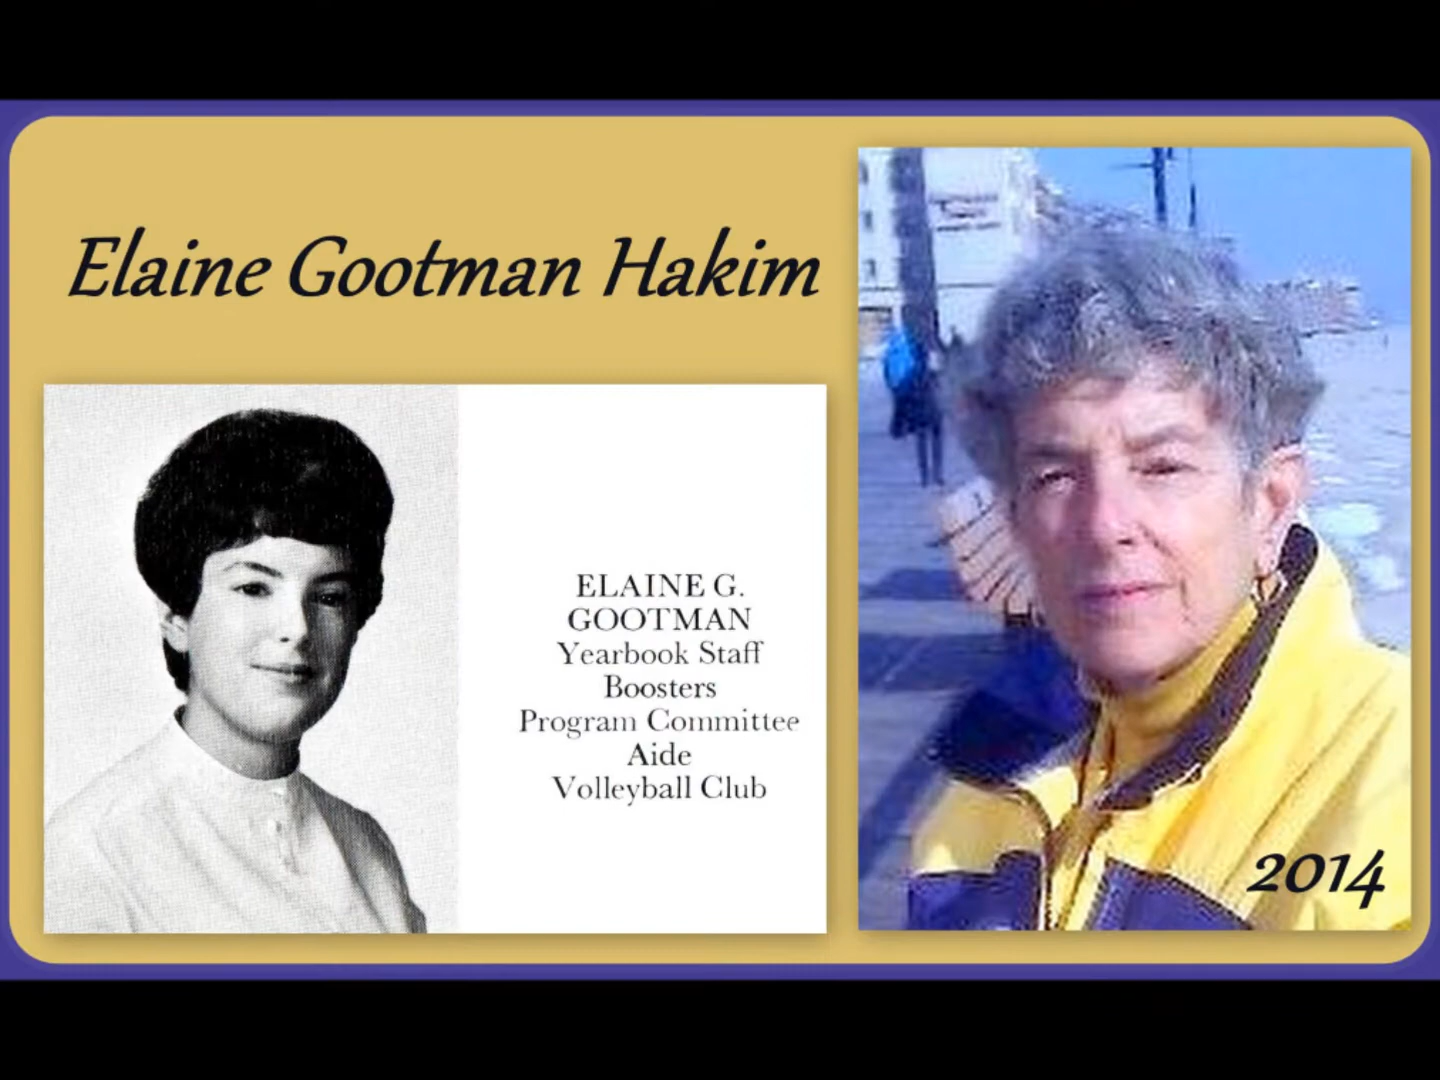 Elaine Gootman Hakim
ELAINE G.
GOOTMAN
Yearbook Staff
Boosters
Program Committee
Aide
Volleyball Club
2014